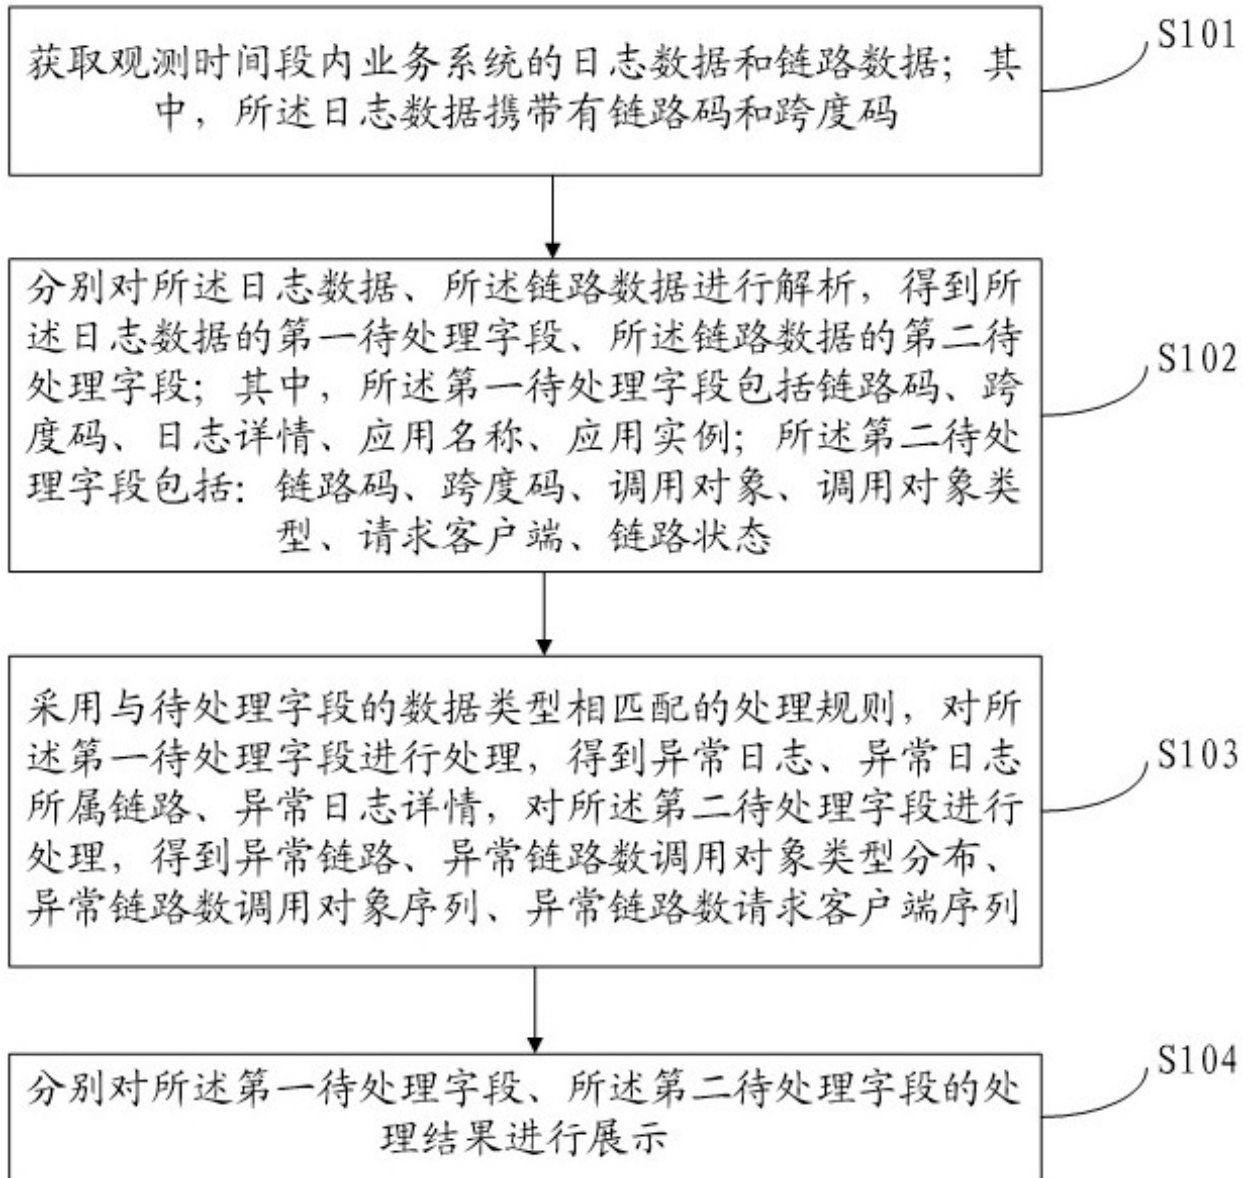 获取观测时间段内业务系统的日志数据和链路数据；其
中，所述日志数据携带有链路码和跨度码
S101
分别对所述日志数据、所述链路数据进行解析，得到所
述日志数据的第一待处理字段、所述链路数据的第二待
处理字段；其中，所述第一待处理字段包括链路码、跨
度码、日志详情、应用名称、应用实例；所述第二待处
理字段包括：链路码、跨度码、调用对象、调用对象类
型、请求客户端、链路状态
S102
采用与待处理字段的数据类型相匹配的处理规则，对所
述第一待处理字段进行处理，得到异常日志、异常日志
所属链路、异常日志详情，对所述第二待处理字段进行
处理，得到异常链路、异常链路数调用对象类型分布、
异常链路数调用对象序列、异常链路数请求客户端序列
S103
分别对所述第一待处理字段、所述第二待处理字段的处
理结果进行展示
S104